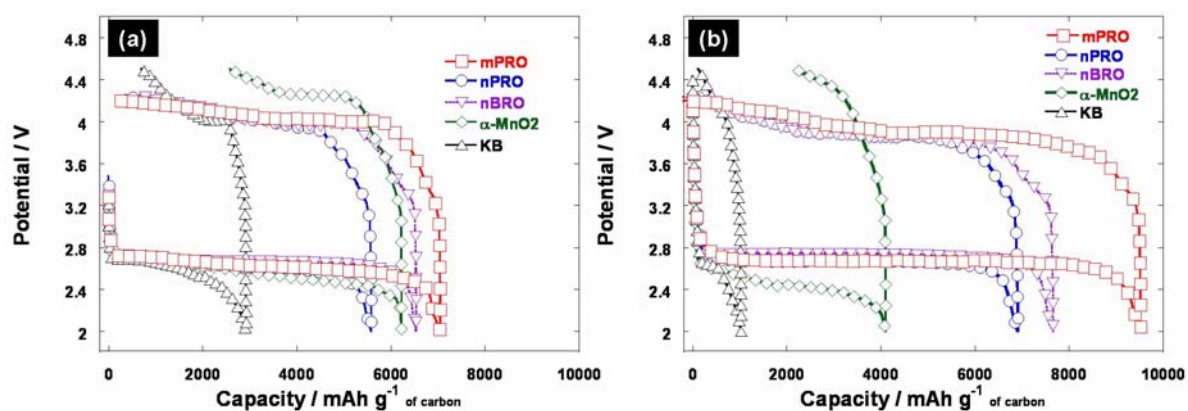 (a)
mPRO
nPRO
nBRO
α-MnO2
KB
4.8
4.4
4
3.6
3.2
2.8
2.4
2
Potential / V
0
2000
4000
6000
8000
10000
Capacity / mAh g⁻¹ of carbon
(b)
mPRO
nPRO
nBRO
α-MnO2
KB
4.8
4.4
4
3.6
3.2
2.8
2.4
2
Potential / V
0
2000
4000
6000
8000
10000
Capacity / mAh g⁻¹ of carbon